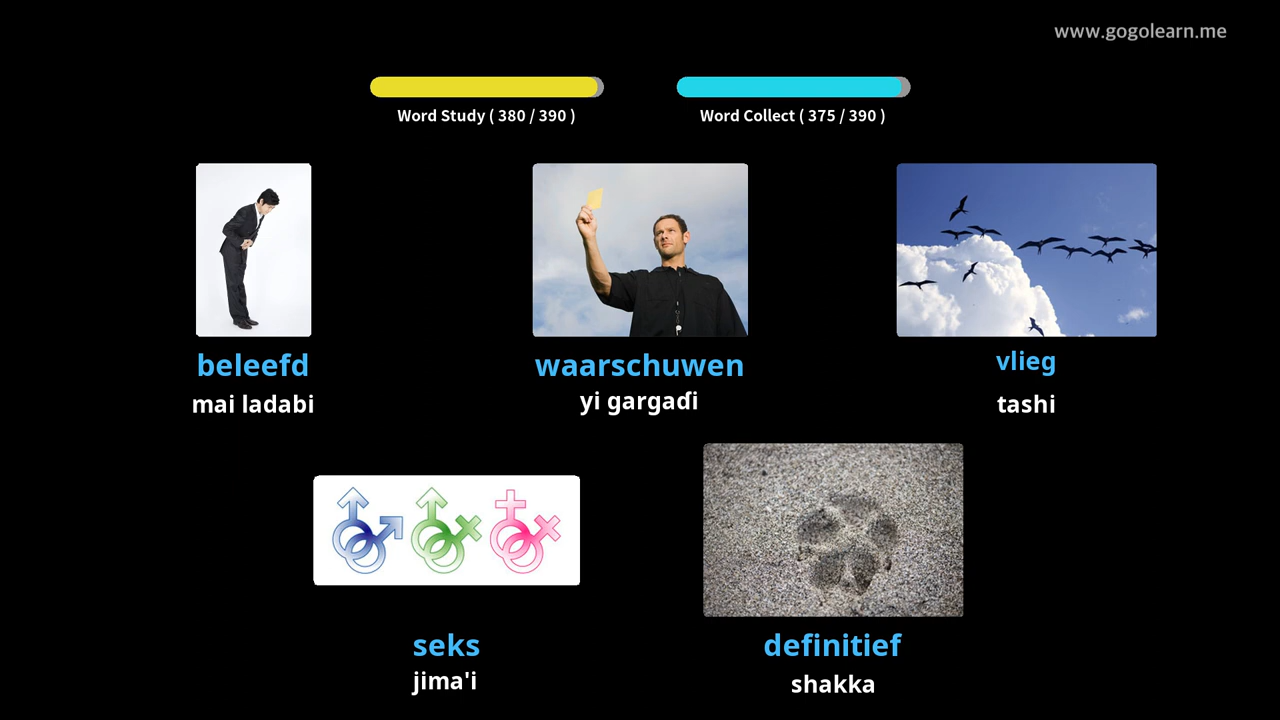 www.gogolearn.me
Word Study ( 380 / 390 )
Word Collect ( 375 / 390 )
beleefd
mai ladabi
waarschuwen
yi gargaɗi
vlieg
tashi
seks
jima'i
definitief
shakka